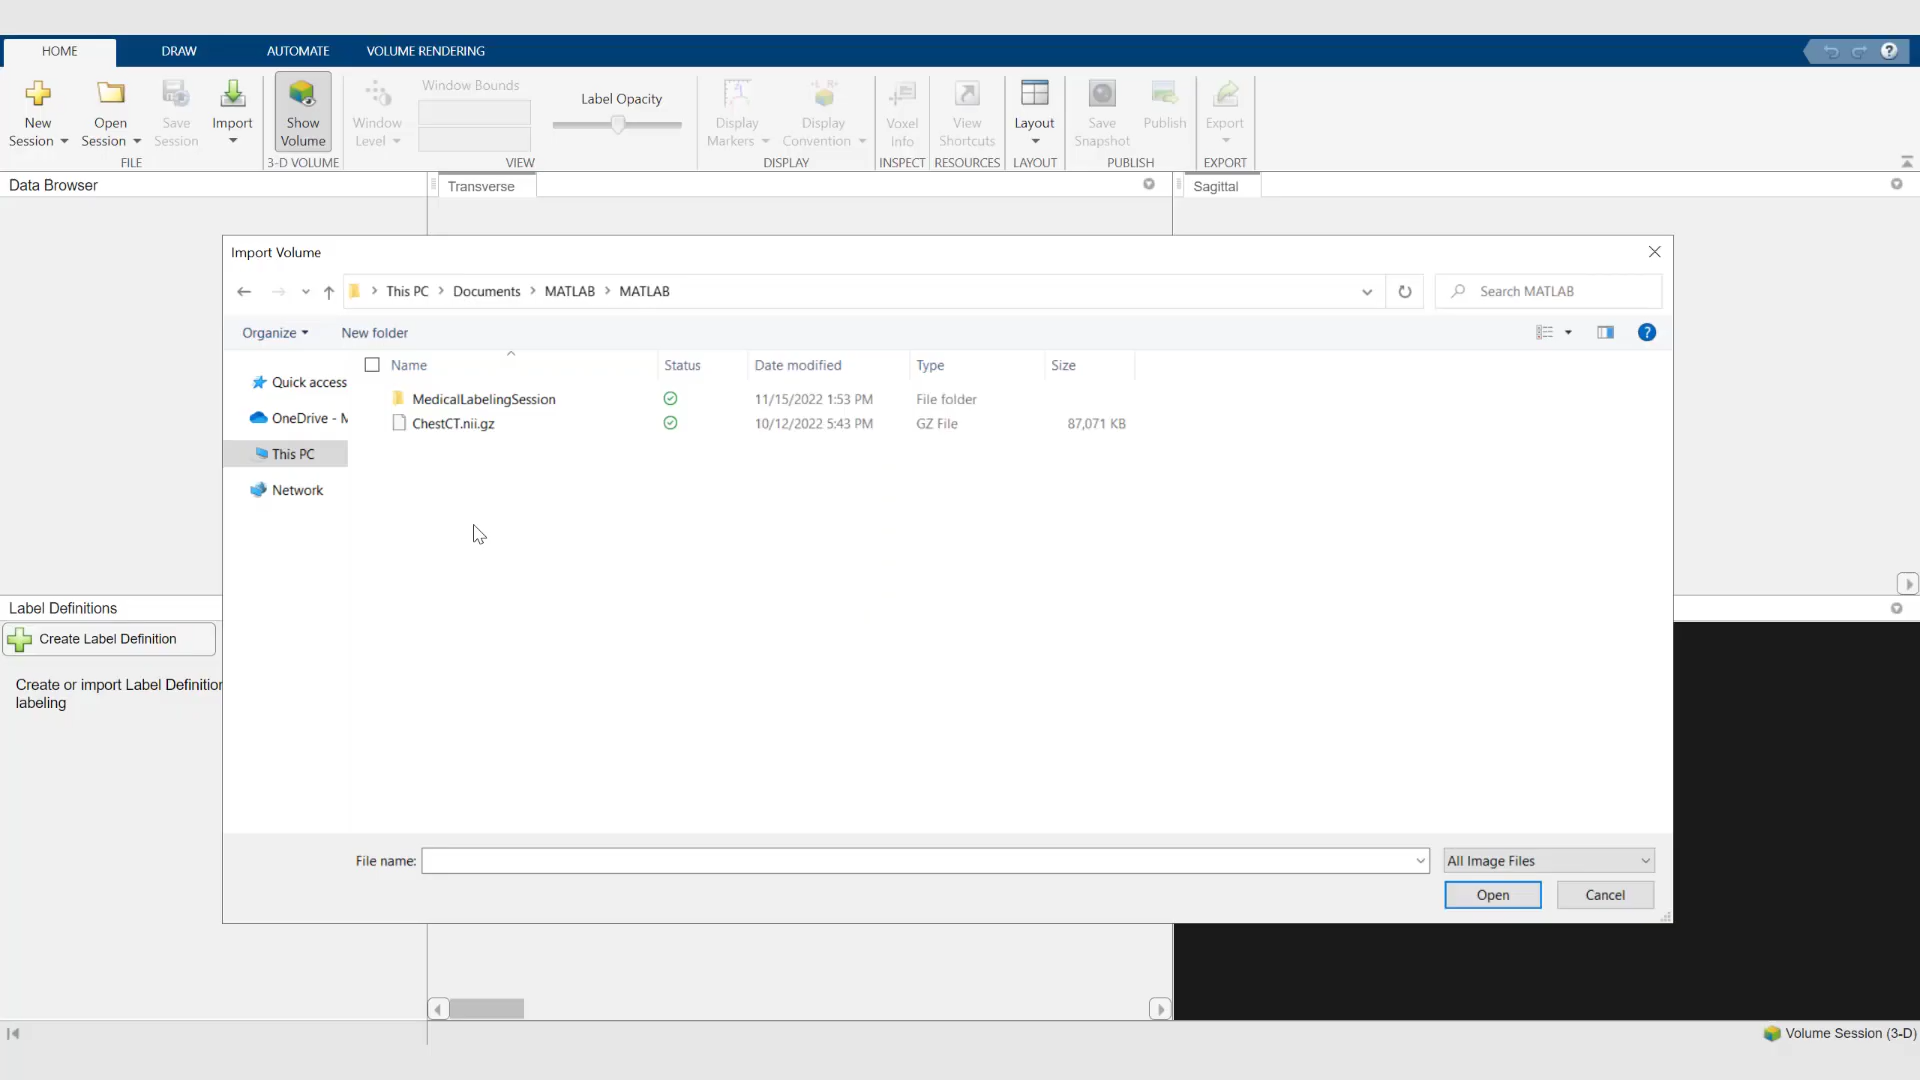 HOME DRAW AUTOMATE VOLUME RENDERING
Window Bounds
Label Opacity
New
Session
Open
Session
Save
Session
Import
Show
Volume
Window
Level
Display
Markers
Display
Convention
Voxel
Info
View
Shortcuts
Layout
Save
Snapshot
Publish
Export
FILE 3-D VOLUME VIEW DISPLAY INSPECT RESOURCES LAYOUT PUBLISH EXPORT
Data Browser Transverse Sagittal
Import Volume
This PC > Documents > MATLAB > MATLAB Search MATLAB
Organize New folder
Name Status Date modified Type Size
Quick access
OneDrive -
This PC
Network
MedicalLabelingSession 11/15/2022 1:53 PM File folder
ChestCT.nii.gz 10/12/2022 5:43 PM GZ File 87,071 KB
Label Definitions
Create Label Definition
Create or import Label Definition
labeling
File name: All Image Files
Open Cancel
Volume Session (3-D)